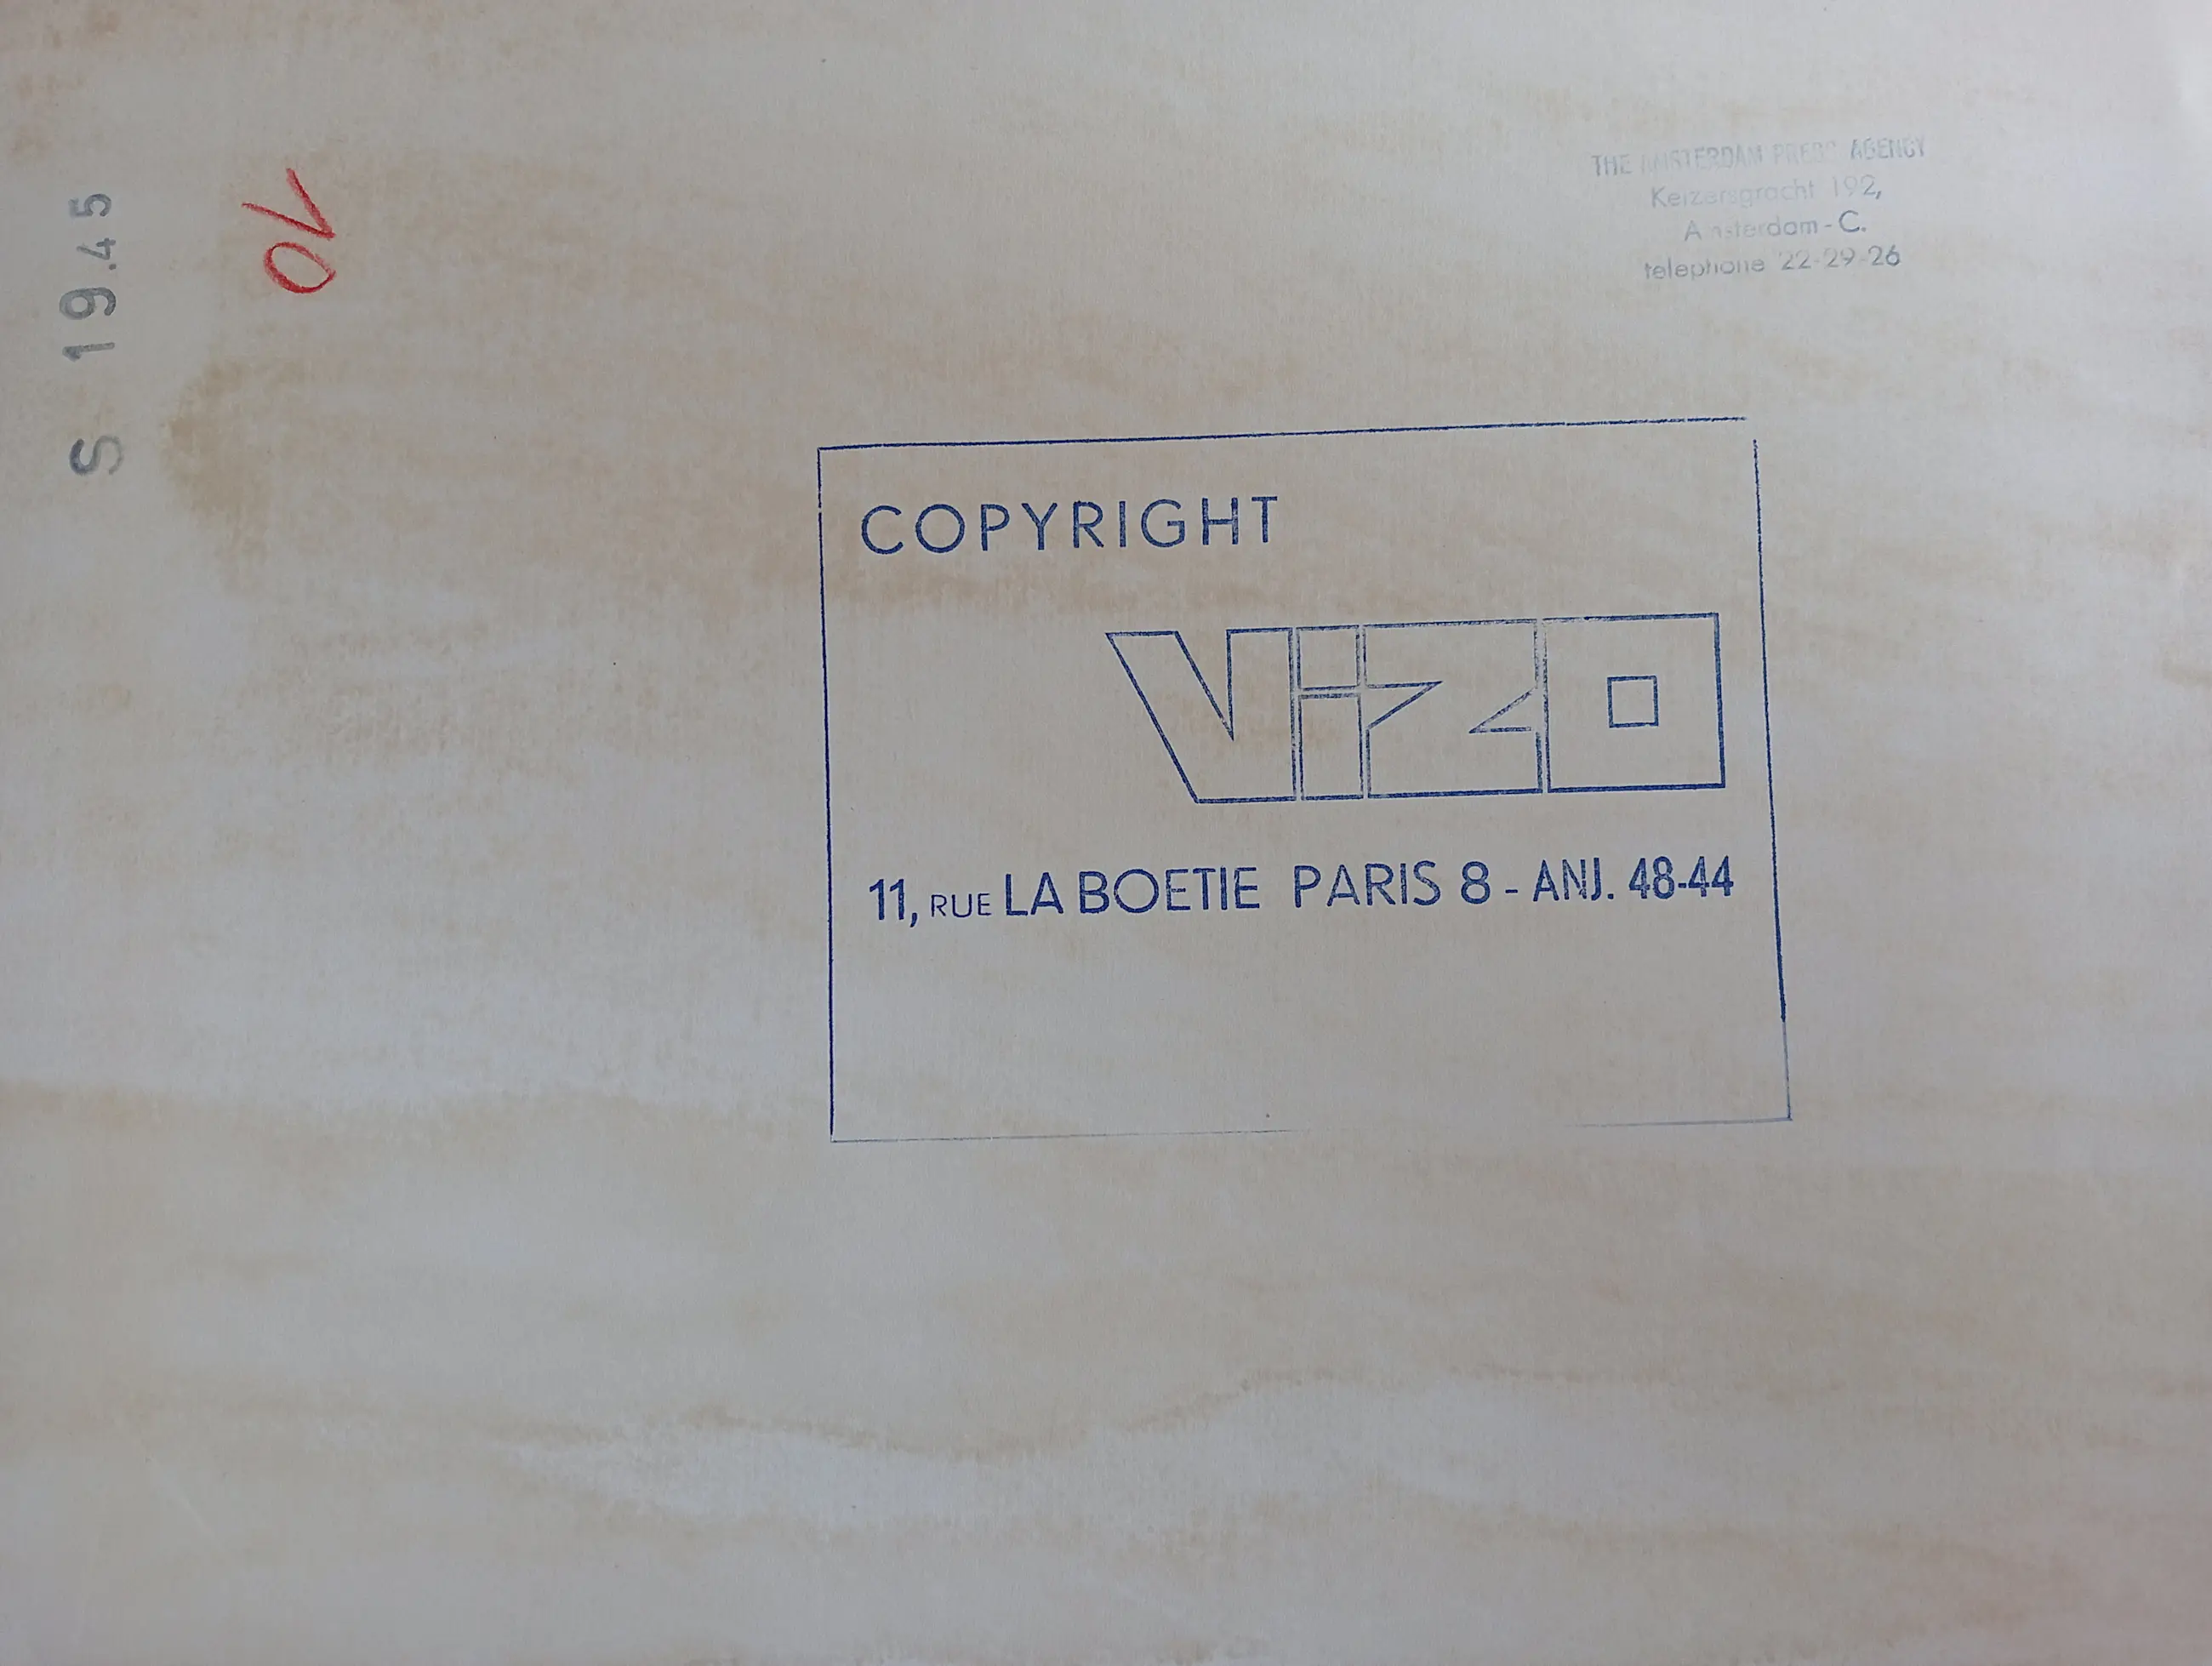 THE AMSTERDAM PRESS AGENCY
Keizersgracht 192,
Amsterdam-C.
telephone 22-29-26
S 19.45
COPYRIGHT
VIZO
11, RUE LA BOETIE PARIS 8 - ANJ. 48-44